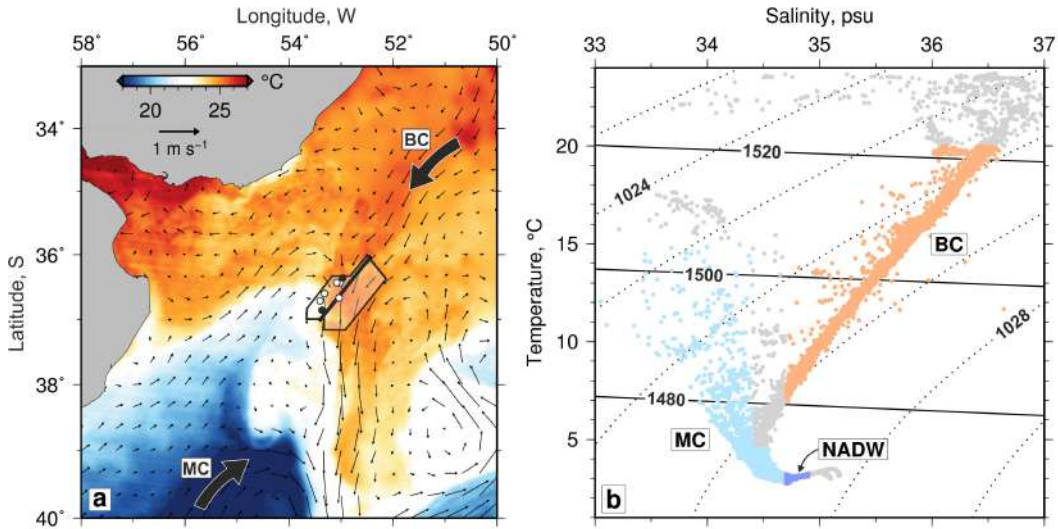 Longitude, W
58° 56° 54° 52° 50°
°C
20 25
1 m s⁻¹
BC
34°
36°
38°
40°
Latitude, S
MC
a
Salinity, psu
33 34 35 36 37
Temperature, °C
20
15
10
5
1520
1024
BC
1500
1028
1480
MC
NADW
b